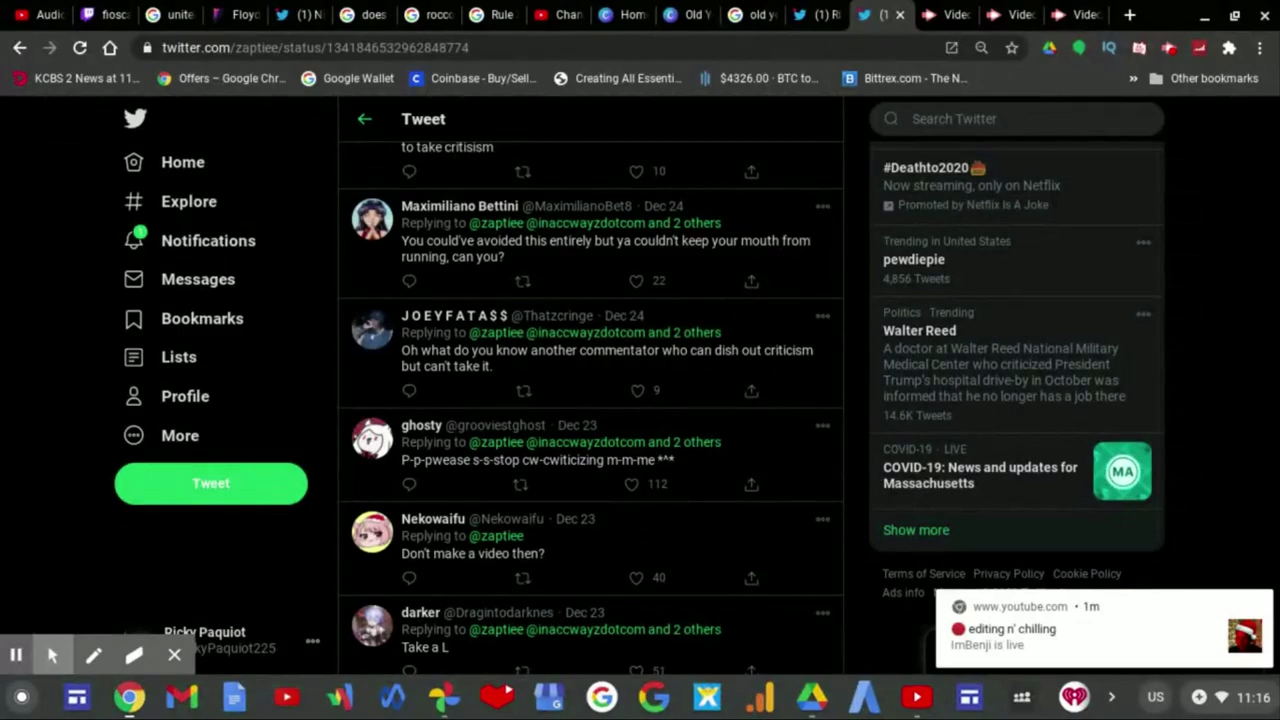 Audi
fiosc
unite
Floyd
(1) N
does
rocco
Rule
Chan
Hom
Old Y
old yo
(1) Ri
(1
Vide
Vide
Vide
twitter.com/zaptiee/status/1341846532962848774
KCBS 2 News at 11...
Offers – Google Chr...
Google Wallet
Coinbase - Buy/Sell...
Creating All Essenti...
$4326.00 · BTC to...
Bittrex.com - The N...
»
Other bookmarks
Home
Explore
1
Notifications
Messages
Bookmarks
Lists
Profile
More
Tweet
Ricky Paquiot
kyPaquiot225
Tweet
to take critisism
10
Maximiliano Bettini @MaximilianoBet8 · Dec 24
Replying to @zaptiee @inaccwayzdotcom and 2 others
You could've avoided this entirely but ya couldn't keep your mouth from
running, can you?
22
J O E Y F A T A $ $ @Thatzcringe · Dec 24
Replying to @zaptiee @inaccwayzdotcom and 2 others
Oh what do you know another commentator who can dish out criticism
but can't take it.
9
ghosty @grooviestghost · Dec 23
Replying to @zaptiee @inaccwayzdotcom and 2 others
P-p-pwease s-s-stop cw-cwiticizing m-m-me *^*
112
Nekowaifu @Nekowaifu · Dec 23
Replying to @zaptiee
Don't make a video then?
40
darker @Dragintodarknes · Dec 23
Replying to @zaptiee @inaccwayzdotcom and 2 others
Take a L
51
Search Twitter
#Deathto2020
Now streaming, only on Netflix
Promoted by Netflix Is A Joke
Trending in United States
pewdiepie
4,856 Tweets
Politics · Trending
Walter Reed
A doctor at Walter Reed National Military
Medical Center who criticized President
Trump's hospital drive-by in October was
informed that he no longer has a job there
14.6K Tweets
COVID-19 · LIVE
COVID-19: News and updates for
Massachusetts
MA
Show more
Terms of Service Privacy Policy Cookie Policy
Ads info
www.youtube.com · 1m
editing n' chilling
ImBenji is live
US
11:16